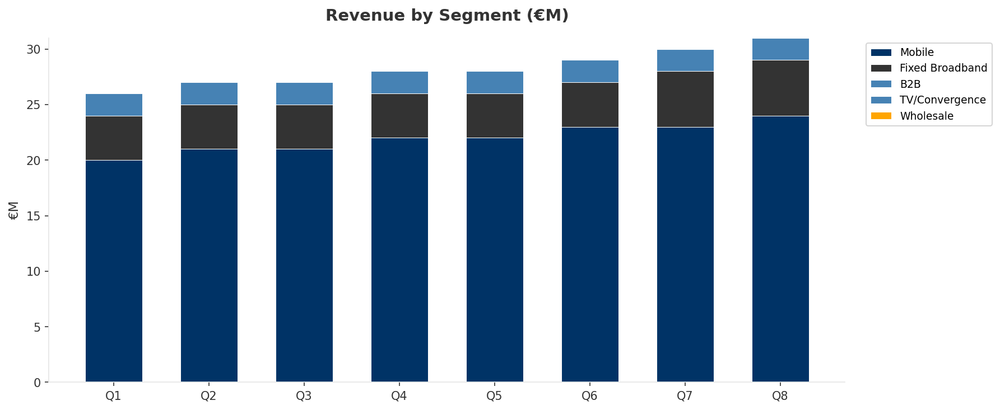 Revenue by Segment (€M)
€M
30
25
20
15
10
5
0
Q1 Q2 Q3 Q4 Q5 Q6 Q7 Q8
Mobile
Fixed Broadband
B2B
TV/Convergence
Wholesale